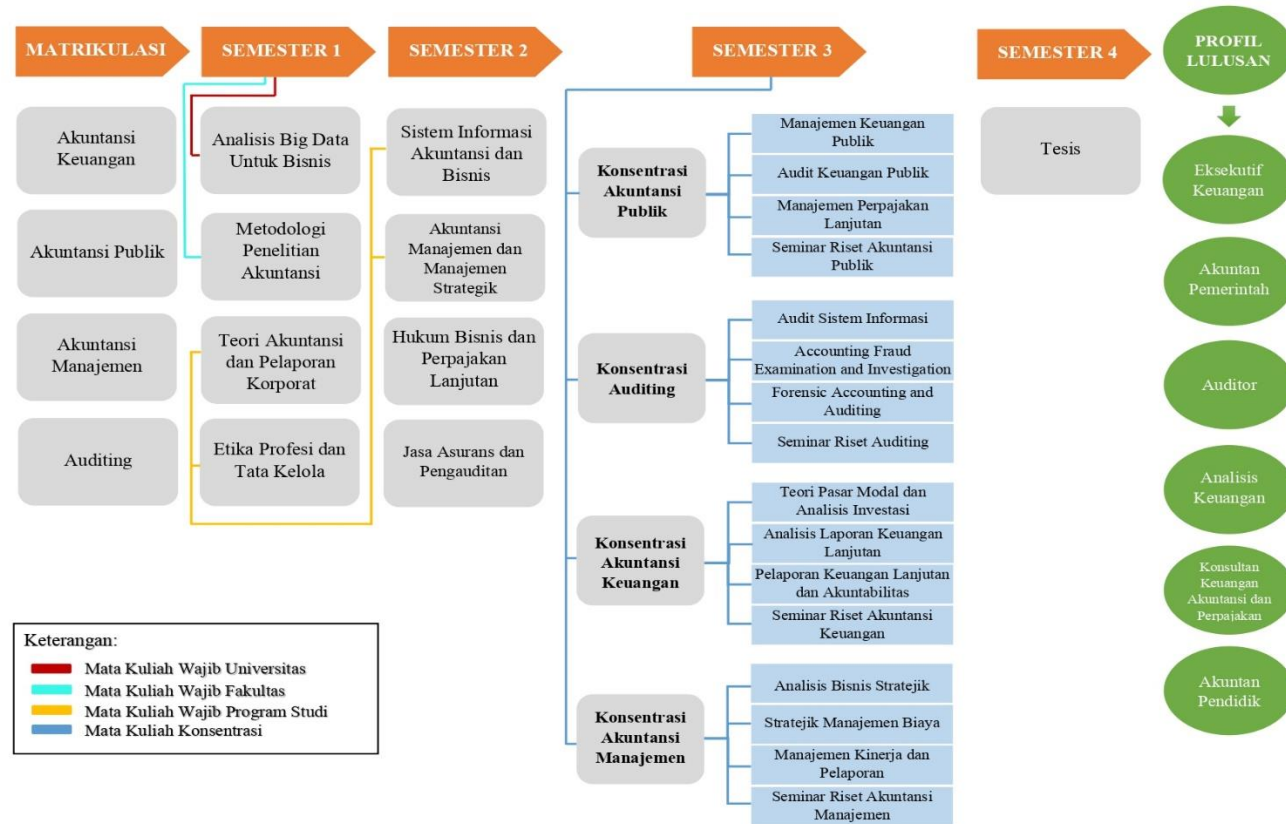 MATRIKULASI
SEMESTER 1
SEMESTER 2
SEMESTER 3
SEMESTER 4
PROFIL
LULUSAN
Akuntansi
Keuangan
Akuntansi Publik
Akuntansi
Manajemen
Auditing
Analisis Big Data
Untuk Bisnis
Metodologi
Penelitian
Akuntansi
Teori Akuntansi
dan Pelaporan
Korporat
Etika Profesi dan
Tata Kelola
Sistem Informasi
Akuntansi dan
Bisnis
Akuntansi
Manajemen dan
Manajemen
Strategik
Hukum Bisnis dan
Perpajakan
Lanjutan
Jasa Asurans dan
Pengauditan
Konsentrasi
Akuntansi
Publik
Manajemen Keuangan
Publik
Audit Keuangan Publik
Manajemen Perpajakan
Lanjutan
Seminar Riset Akuntansi
Publik
Konsentrasi
Auditing
Audit Sistem Informasi
Accounting Fraud
Examination and Investigation
Forensic Accounting and
Auditing
Seminar Riset Auditing
Konsentrasi
Akuntansi
Keuangan
Teori Pasar Modal dan
Analisis Investasi
Analisis Laporan Keuangan
Lanjutan
Pelaporan Keuangan Lanjutan
dan Akuntabilitas
Seminar Riset Akuntansi
Keuangan
Konsentrasi
Akuntansi
Manajemen
Analisis Bisnis Stratejik
Stratejik Manajemen Biaya
Manajemen Kinerja dan
Pelaporan
Seminar Riset Akuntansi
Manajemen
Tesis
Eksekutif
Keuangan
Akuntan
Pemerintah
Auditor
Analisis
Keuangan
Konsultan
Keuangan
Akuntansi dan
Perpajakan
Akuntan
Pendidik
Keterangan:
Mata Kuliah Wajib Universitas
Mata Kuliah Wajib Fakultas
Mata Kuliah Wajib Program Studi
Mata Kuliah Konsentrasi